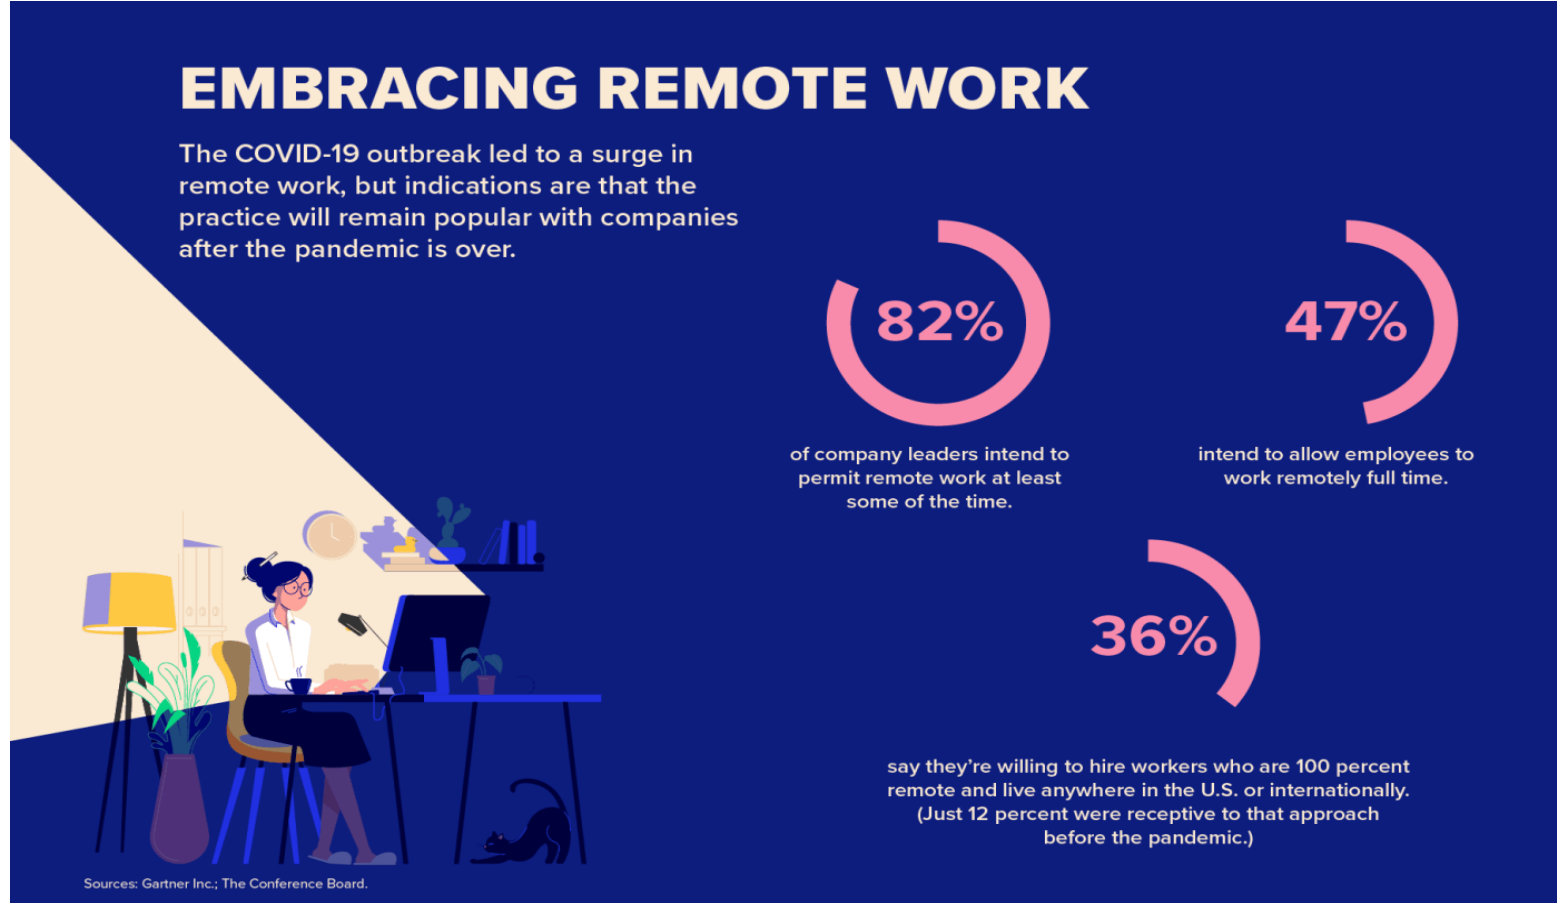 EMBRACING REMOTE WORK
The COVID-19 outbreak led to a surge in
remote work, but indications are that the
practice will remain popular with companies
after the pandemic is over.
82%
of company leaders intend to
permit remote work at least
some of the time.
47%
intend to allow employees to
work remotely full time.
36%
say they’re willing to hire workers who are 100 percent
remote and live anywhere in the U.S. or internationally.
(Just 12 percent were receptive to that approach
before the pandemic.)
Sources: Gartner Inc.; The Conference Board.